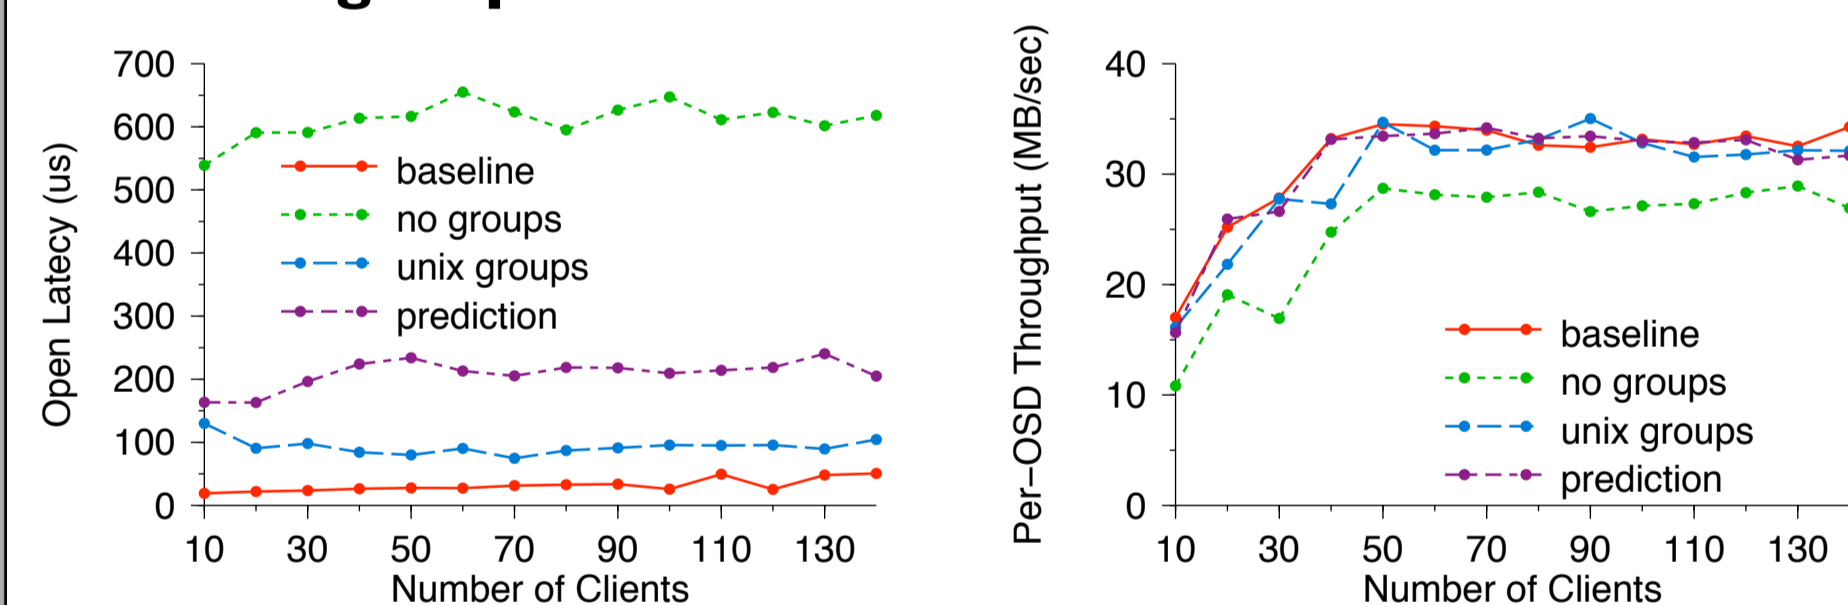 Open Latecy (us)
700
600
500
400
300
200
100
0
baseline
no groups
unix groups
prediction
10 30 50 70 90 110 130
Number of Clients
Per–OSD Throughput (MB/sec)
40
30
20
10
0
baseline
no groups
unix groups
prediction
10 30 50 70 90 110 130
Number of Clients